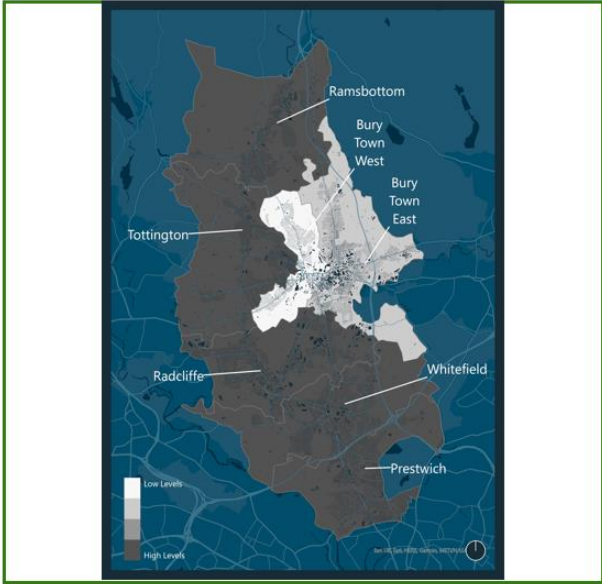 Ramsbottom
Bury
Town
West
Bury
Town
East
Tottington
Radcliffe
Whitefield
Prestwich
Low Levels
High Levels